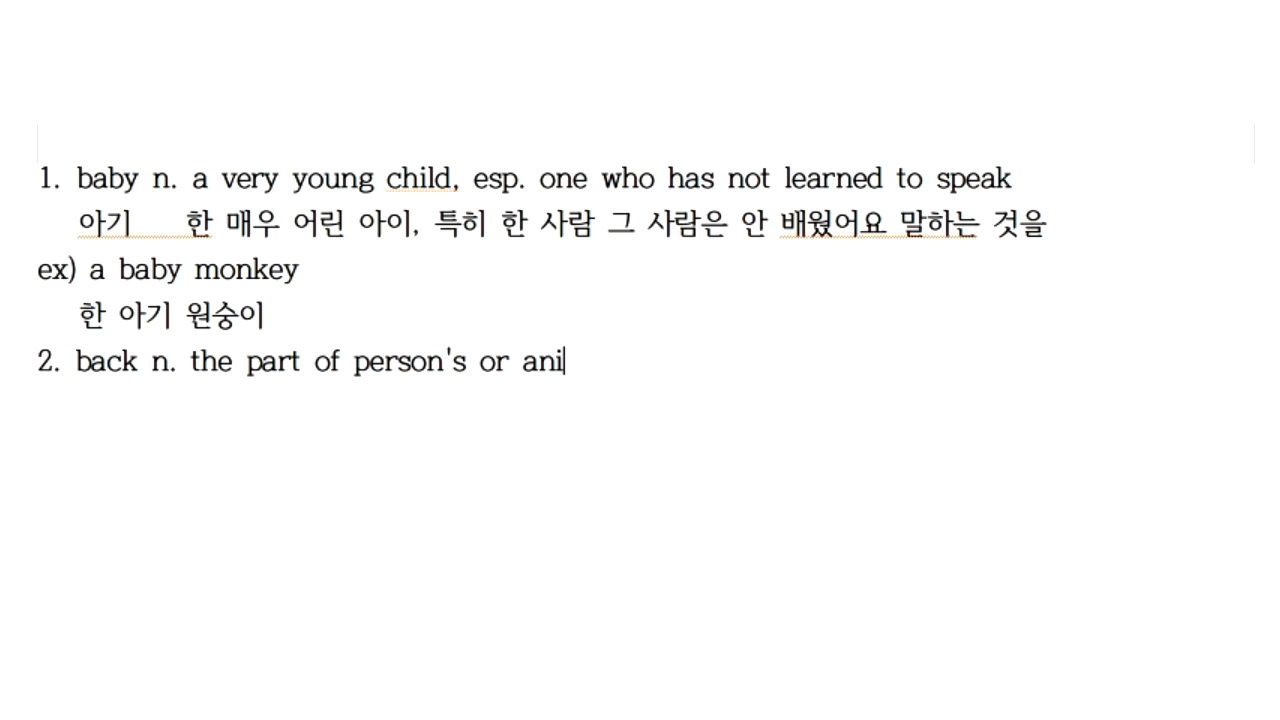 1. baby n. a very young child, esp. one who has not learned to speak
아기 한 매우 어린 아이, 특히 한 사람 그 사람은 안 배웠어요 말하는 것을
ex) a baby monkey
한 아기 원숭이
2. back n. the part of person's or ani